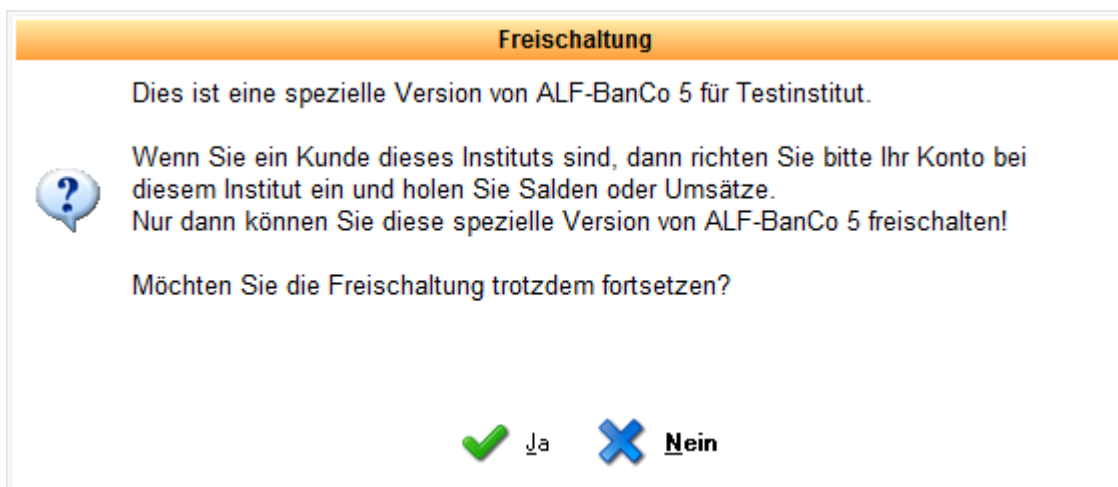 Freischaltung
Dies ist eine spezielle Version von ALF-BanCo 5 für Testinstitut.
Wenn Sie ein Kunde dieses Instituts sind, dann richten Sie bitte Ihr Konto bei
diesem Institut ein und holen Sie Salden oder Umsätze.
Nur dann können Sie diese spezielle Version von ALF-BanCo 5 freischalten!
Möchten Sie die Freischaltung trotzdem fortsetzen?
Ja Nein